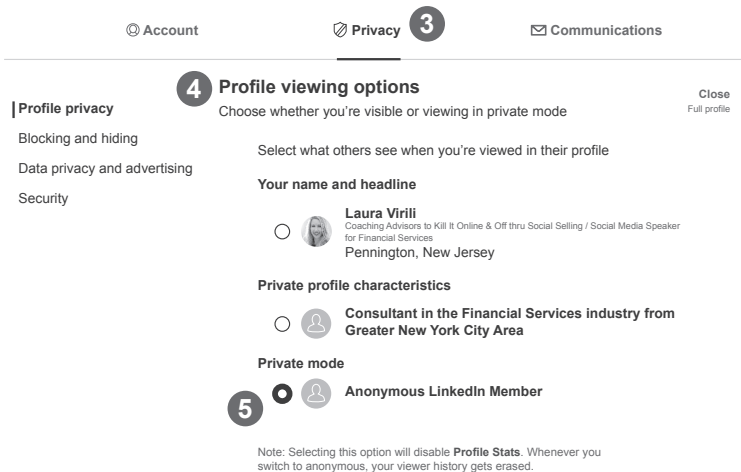 Account
Privacy
3
Communications
4
Profile viewing options
Choose whether you're visible or viewing in private mode
Close
Full profile
Profile privacy
Blocking and hiding
Data privacy and advertising
Security
Select what others see when you're viewed in their profile
Your name and headline
Laura Virili
Coaching Advisors to Kill It Online & Off thru Social Selling / Social Media Speaker
for Financial Services
Pennington, New Jersey
Private profile characteristics
Consultant in the Financial Services industry from
Greater New York City Area
Private mode
5
Anonymous LinkedIn Member
Note: Selecting this option will disable Profile Stats. Whenever you
switch to anonymous, your viewer history gets erased.